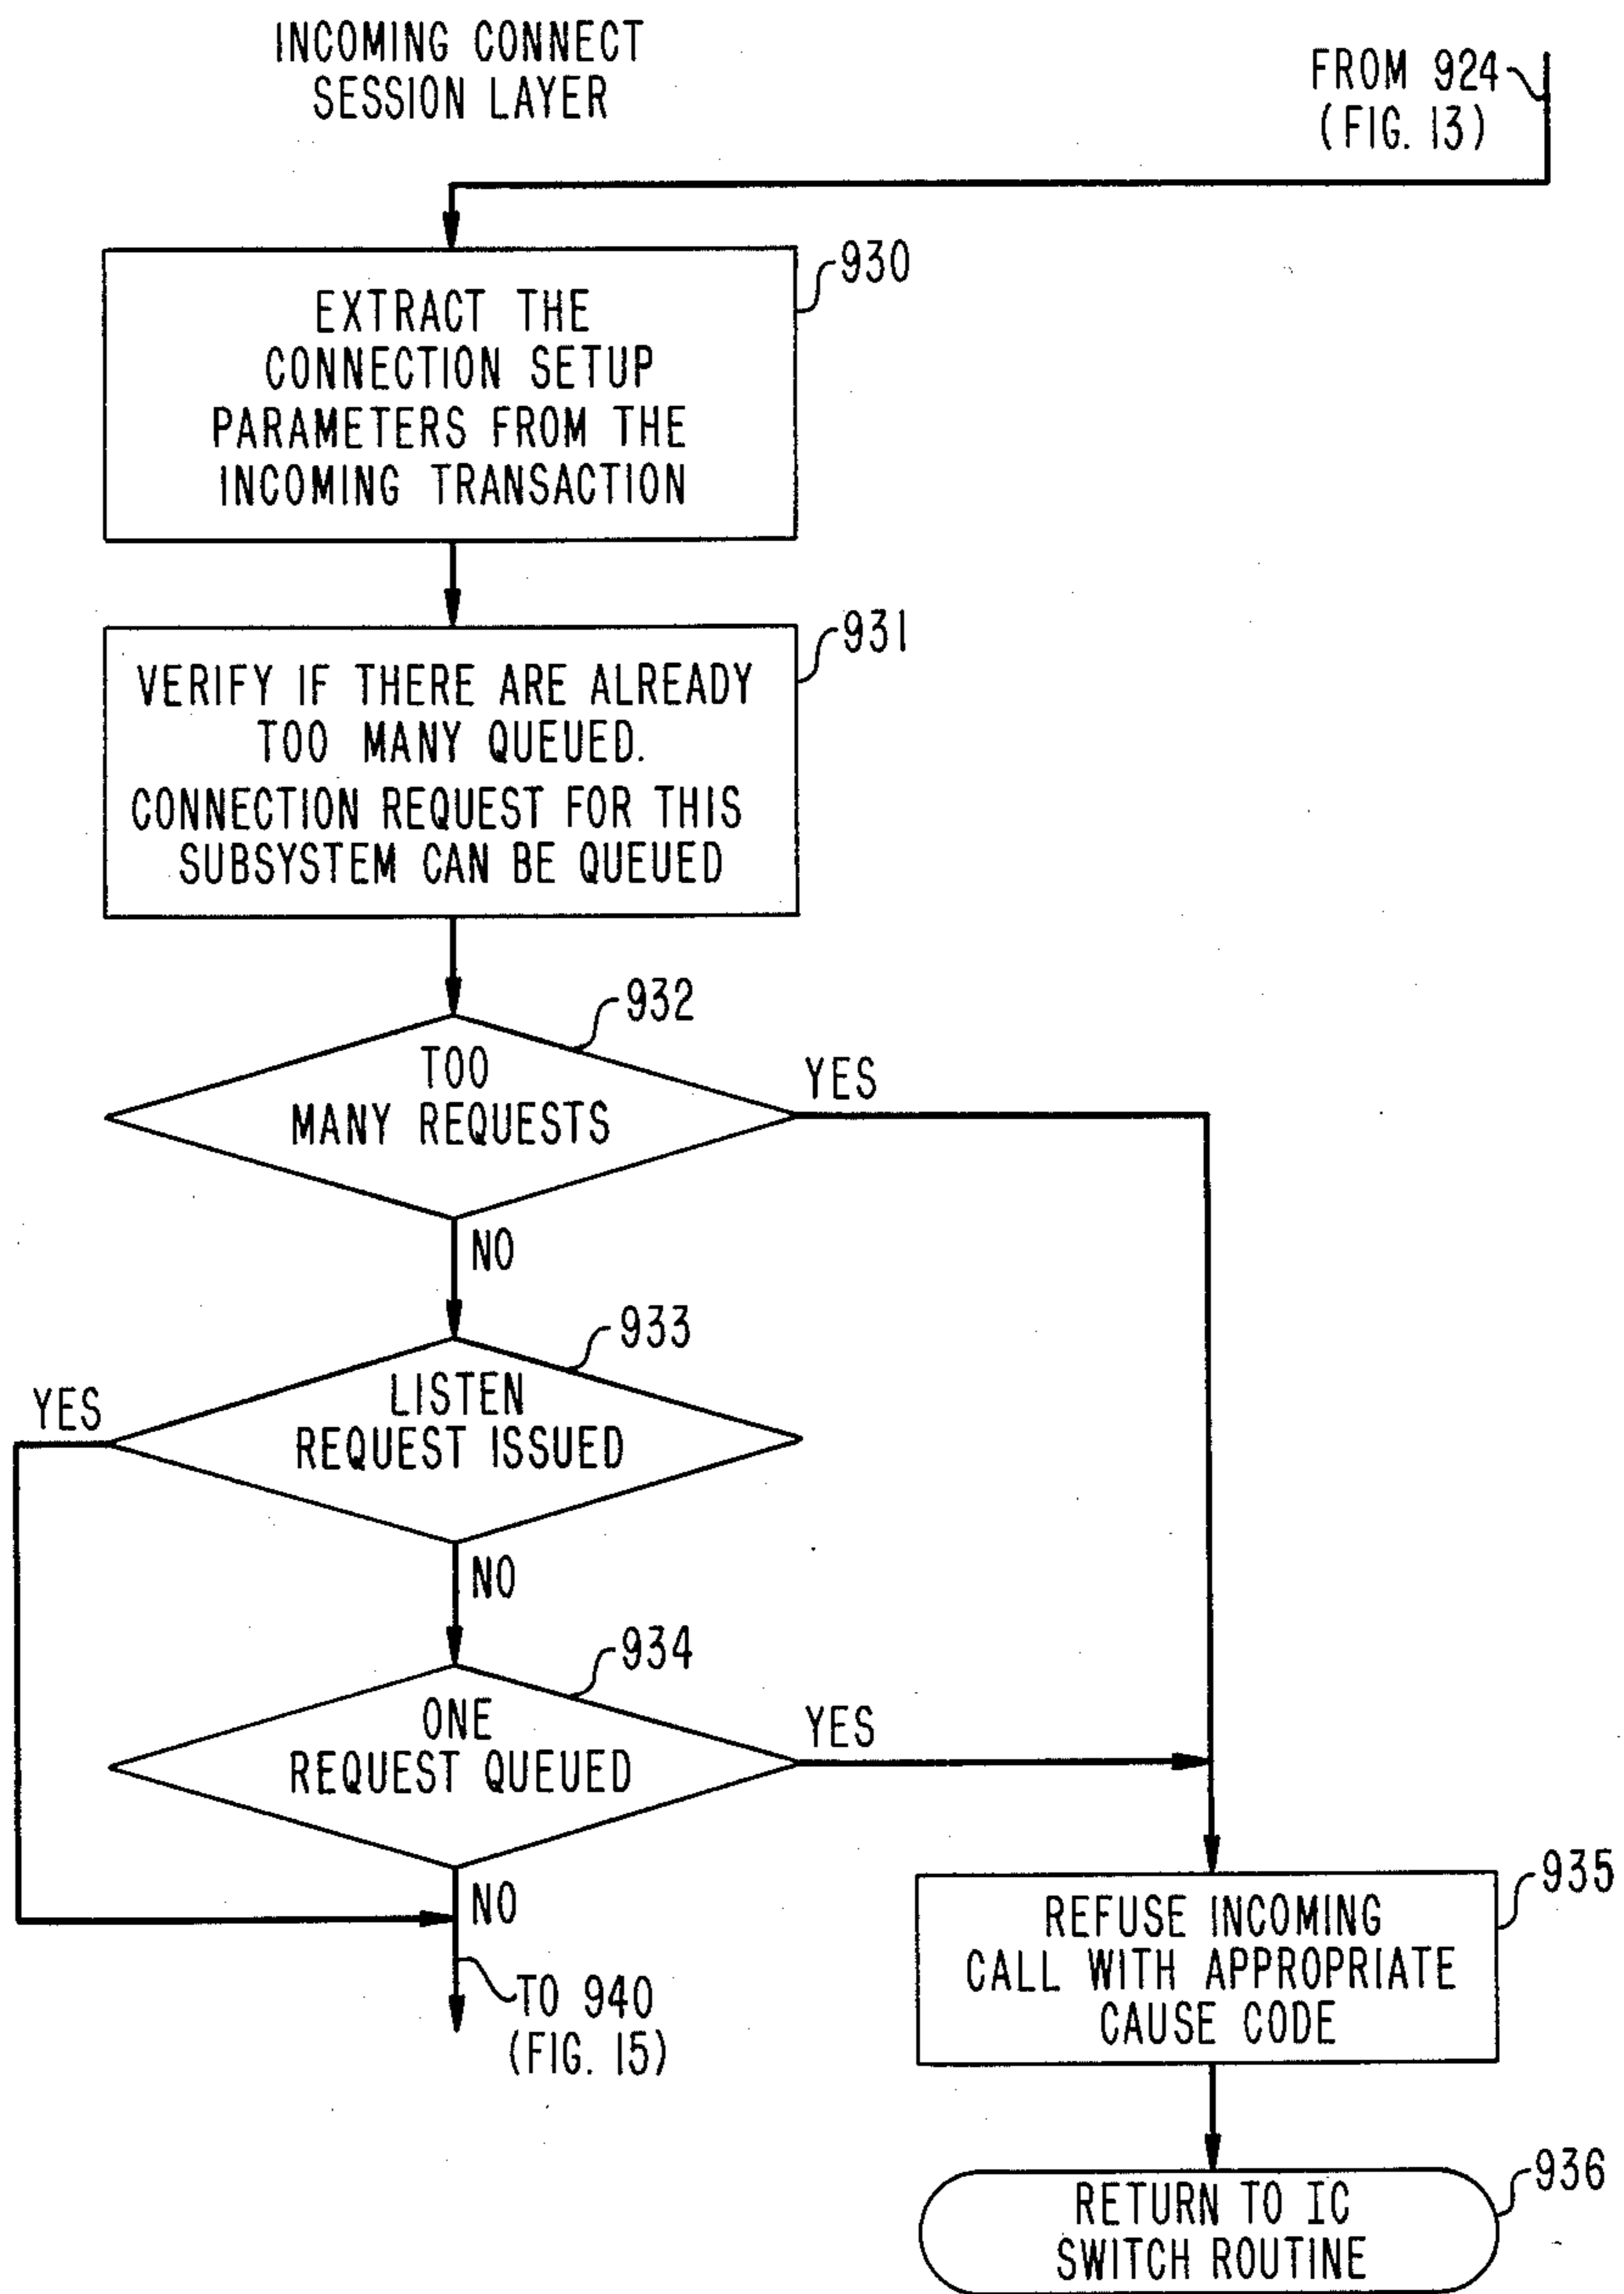 INCOMING CONNECT
SESSION LAYER
FROM 924
(FIG. 13)
930
EXTRACT THE
CONNECTION SETUP
PARAMETERS FROM THE
INCOMING TRANSACTION
931
VERIFY IF THERE ARE ALREADY
TOO MANY QUEUED.
CONNECTION REQUEST FOR THIS
SUBSYSTEM CAN BE QUEUED
932
TOO
MANY REQUESTS
YES
NO
933
LISTEN
REQUEST ISSUED
YES
NO
934
ONE
REQUEST QUEUED
YES
NO
TO 940
(FIG. 15)
935
REFUSE INCOMING
CALL WITH APPROPRIATE
CAUSE CODE
936
RETURN TO IC
SWITCH ROUTINE